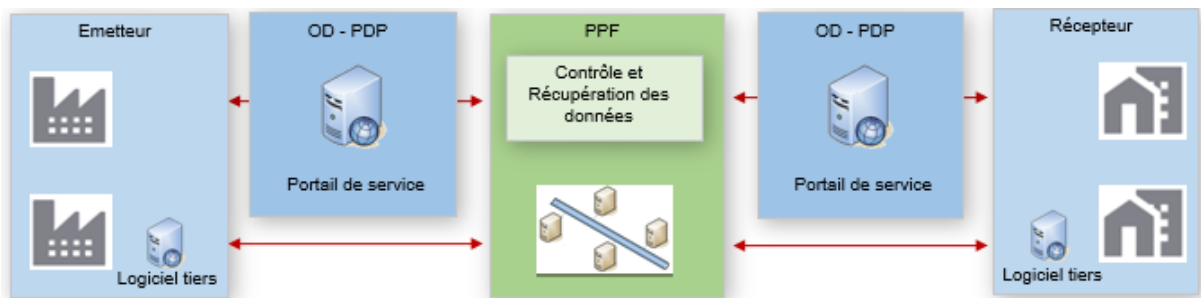 Emetteur
OD - PDP
PPF
OD - PDP
Récepteur
Contrôle et
Récupération des
données
Portail de service
Portail de service
Logiciel tiers
Logiciel tiers